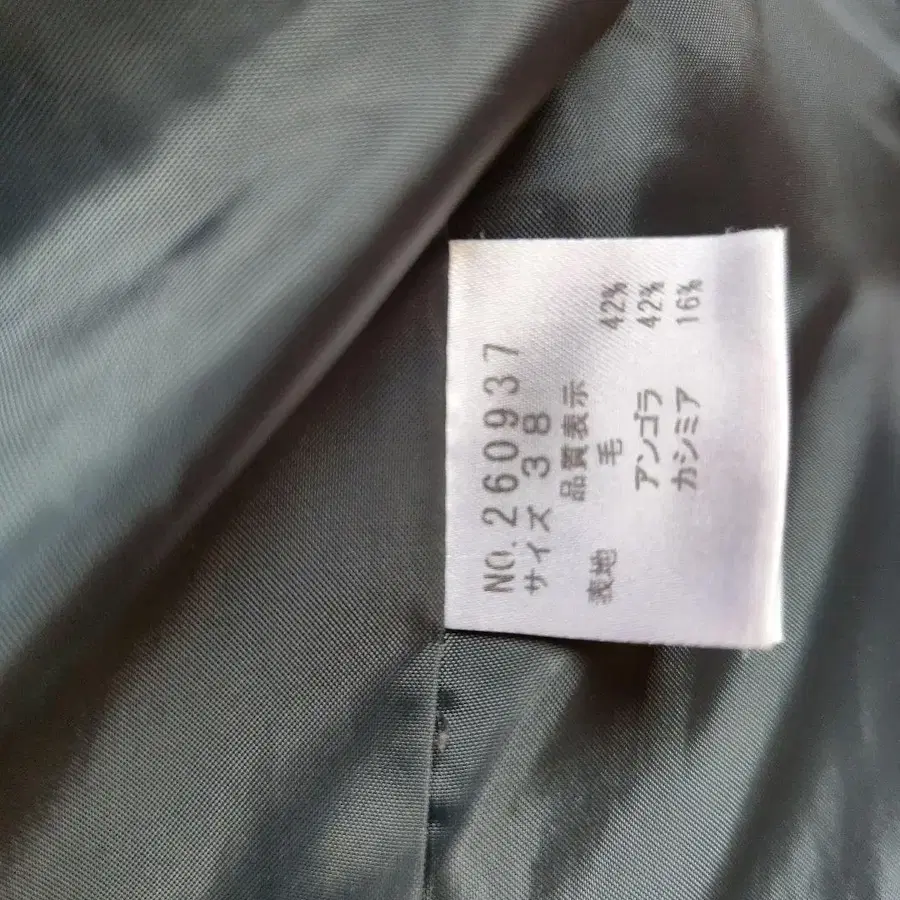 NO. 260937
サイズ 38
品質表示
表地 毛 42%
アンゴラ 42%
カシミア 16%